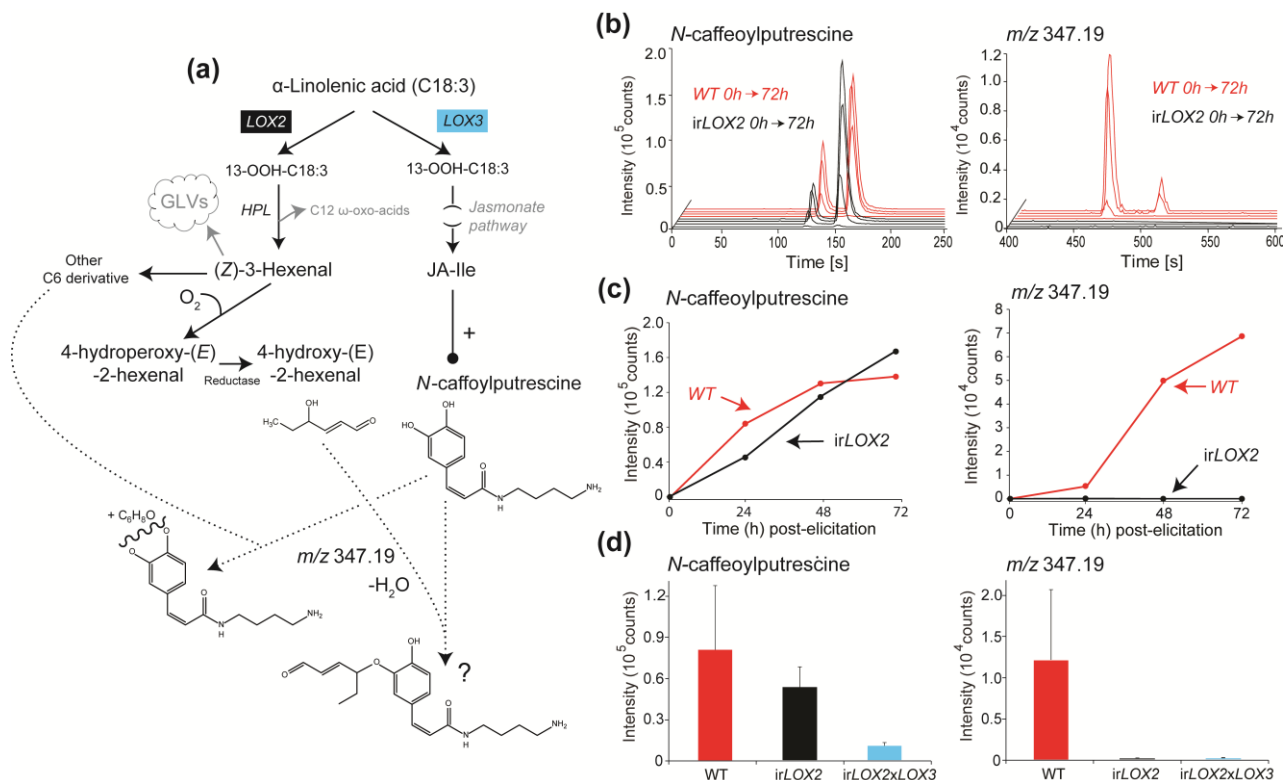 (a)
α-Linolenic acid (C18:3)
LOX2
LOX3
13-OOH-C18:3
13-OOH-C18:3
GLVs
HPL
C12 ω-oxo-acids
Jasmonate
pathway
Other
C6 derivative
(Z)-3-Hexenal
JA-Ile
O2
+
4-hydroperoxy-(E)
-2-hexenal
Reductase
4-hydroxy-(E)
-2-hexenal
N-caffoylputrescine
OH
H3C
O
OH
HO
O
N
H
NH2
+ C6H8O
O
O
O
N
H
NH2
m/z 347.19
-H2O
?
O
O
OH
CH3
O
N
H
NH2
(b)
N-caffeoylputrescine
Intensity (10^5 counts)
2.0
1.5
1.0
0.5
0
WT 0h→72h
irLOX2 0h→72h
0 50 100 150 200 250
Time [s]
m/z 347.19
Intensity (10^4 counts)
1.2
1.0
0.8
0.6
0.4
0.2
0
WT 0h→72h
irLOX2 0h→72h
400 450 500 550 600
Time [s]
(c)
N-caffeoylputrescine
Intensity (10^5 counts)
2.0
1.6
1.2
0.8
0.4
0
WT
irLOX2
0 24 48 72
Time (h) post-elicitation
m/z 347.19
Intensity (10^4 counts)
8
7
6
5
4
3
2
1
0
WT
irLOX2
0 24 48 72
Time (h) post-elicitation
(d)
N-caffeoylputrescine
Intensity (10^5 counts)
1.2
0.9
0.6
0.3
0
WT irLOX2 irLOX2xLOX3
m/z 347.19
Intensity (10^4 counts)
2.0
1.5
1.0
0.5
0
WT irLOX2 irLOX2xLOX3